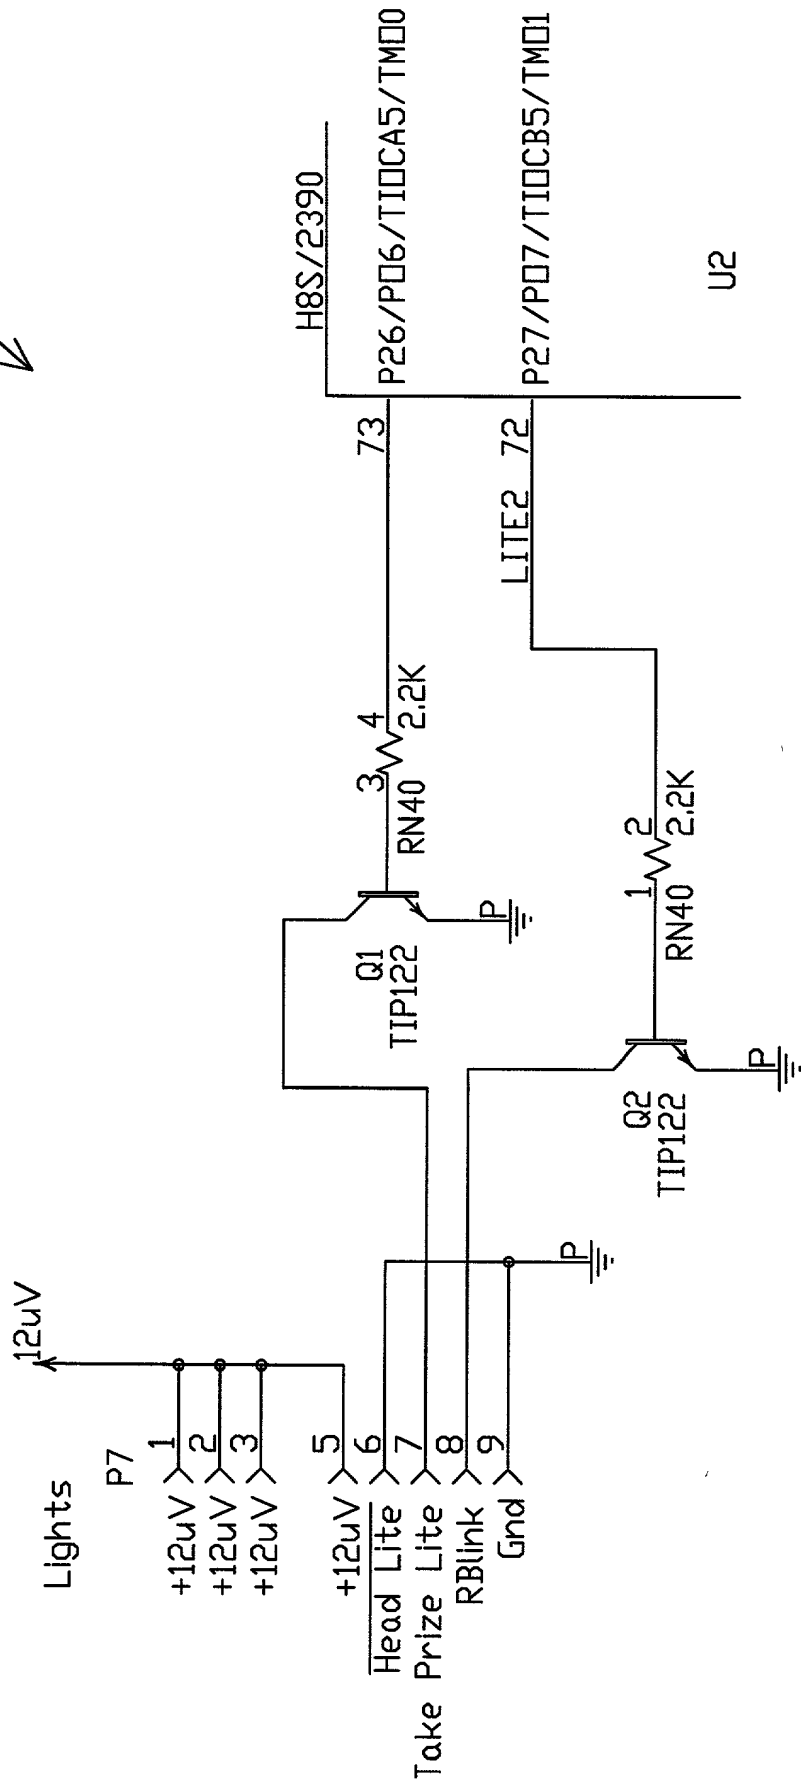 Lights
12uV
P7
+12uV 1
+12uV 2
+12uV 3
+12uV 5
Head Lite 6
Take Prize Lite 7
RBlink 8
Gnd 9
P
Q1
TIP122
P
3 4
RN40 2.2K
73
H8S/2390
P26/PO6/TIOCA5/TMO0
Q2
TIP122
P
1 2
RN40 2.2K
LITE2 72
P27/PO7/TIOCB5/TMO1
U2